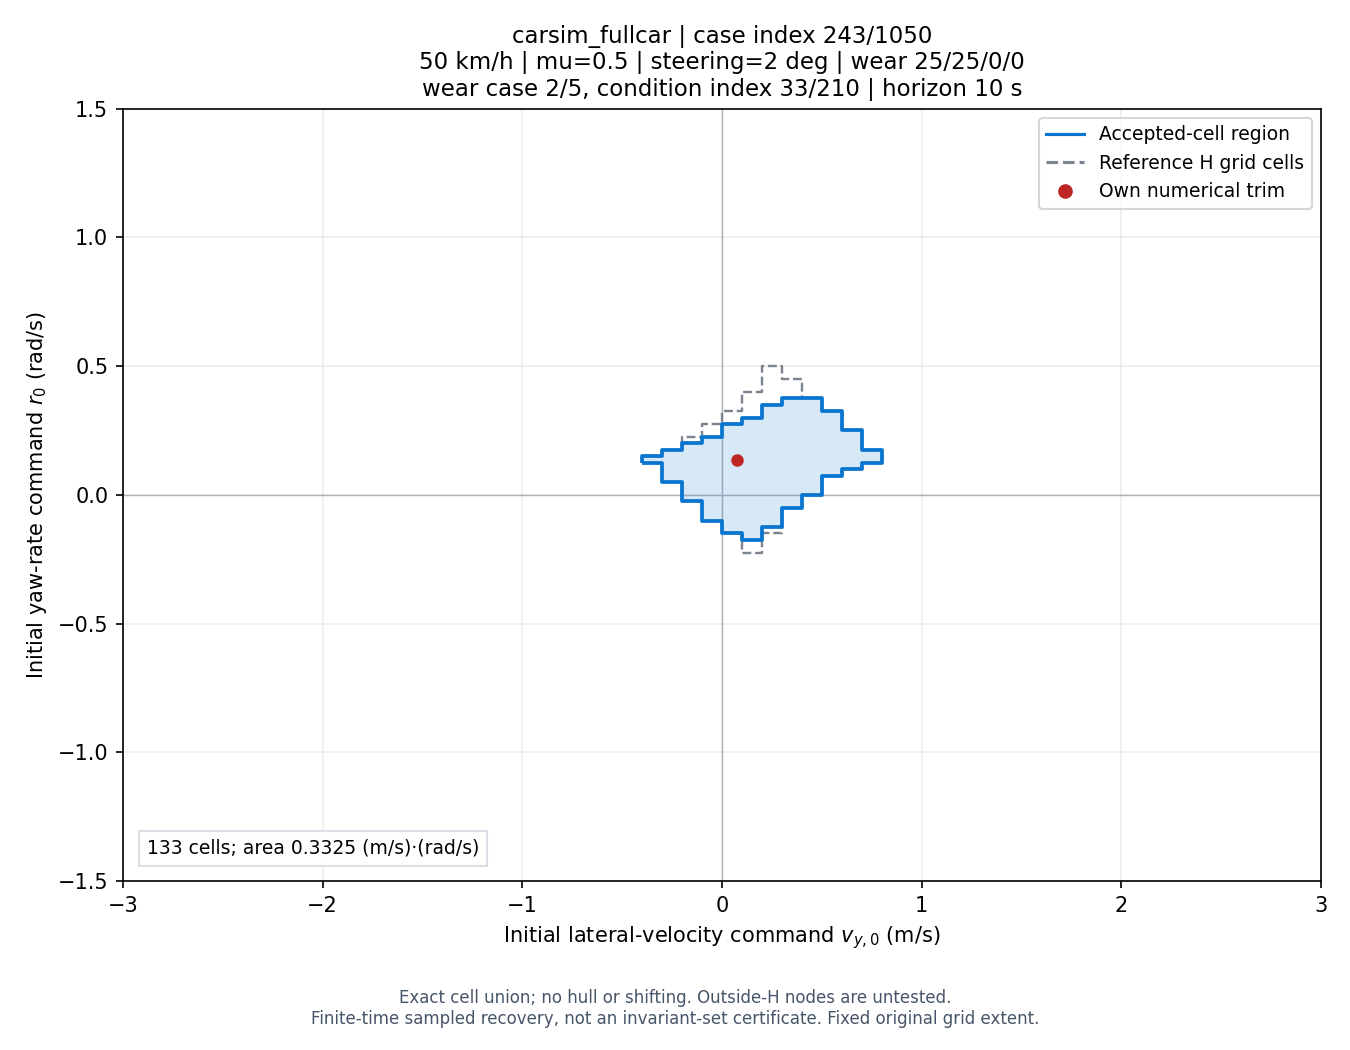 carsim_fullcar | case index 243/1050
50 km/h | mu=0.5 | steering=2 deg | wear 25/25/0/0
wear case 2/5, condition index 33/210 | horizon 10 s
Accepted-cell region
Reference H grid cells
Own numerical trim
1.5
1.0
0.5
0.0
−0.5
−1.0
−1.5
Initial yaw-rate command r0 (rad/s)
133 cells; area 0.3325 (m/s)·(rad/s)
−3
−2
−1
0
1
2
3
Initial lateral-velocity command vy,0 (m/s)
Exact cell union; no hull or shifting. Outside-H nodes are untested.
Finite-time sampled recovery, not an invariant-set certificate. Fixed original grid extent.